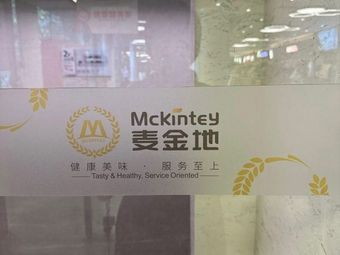 Mckintey
麦金地
健康美味 · 服务至上
Tasty & Healthy, Service Oriented